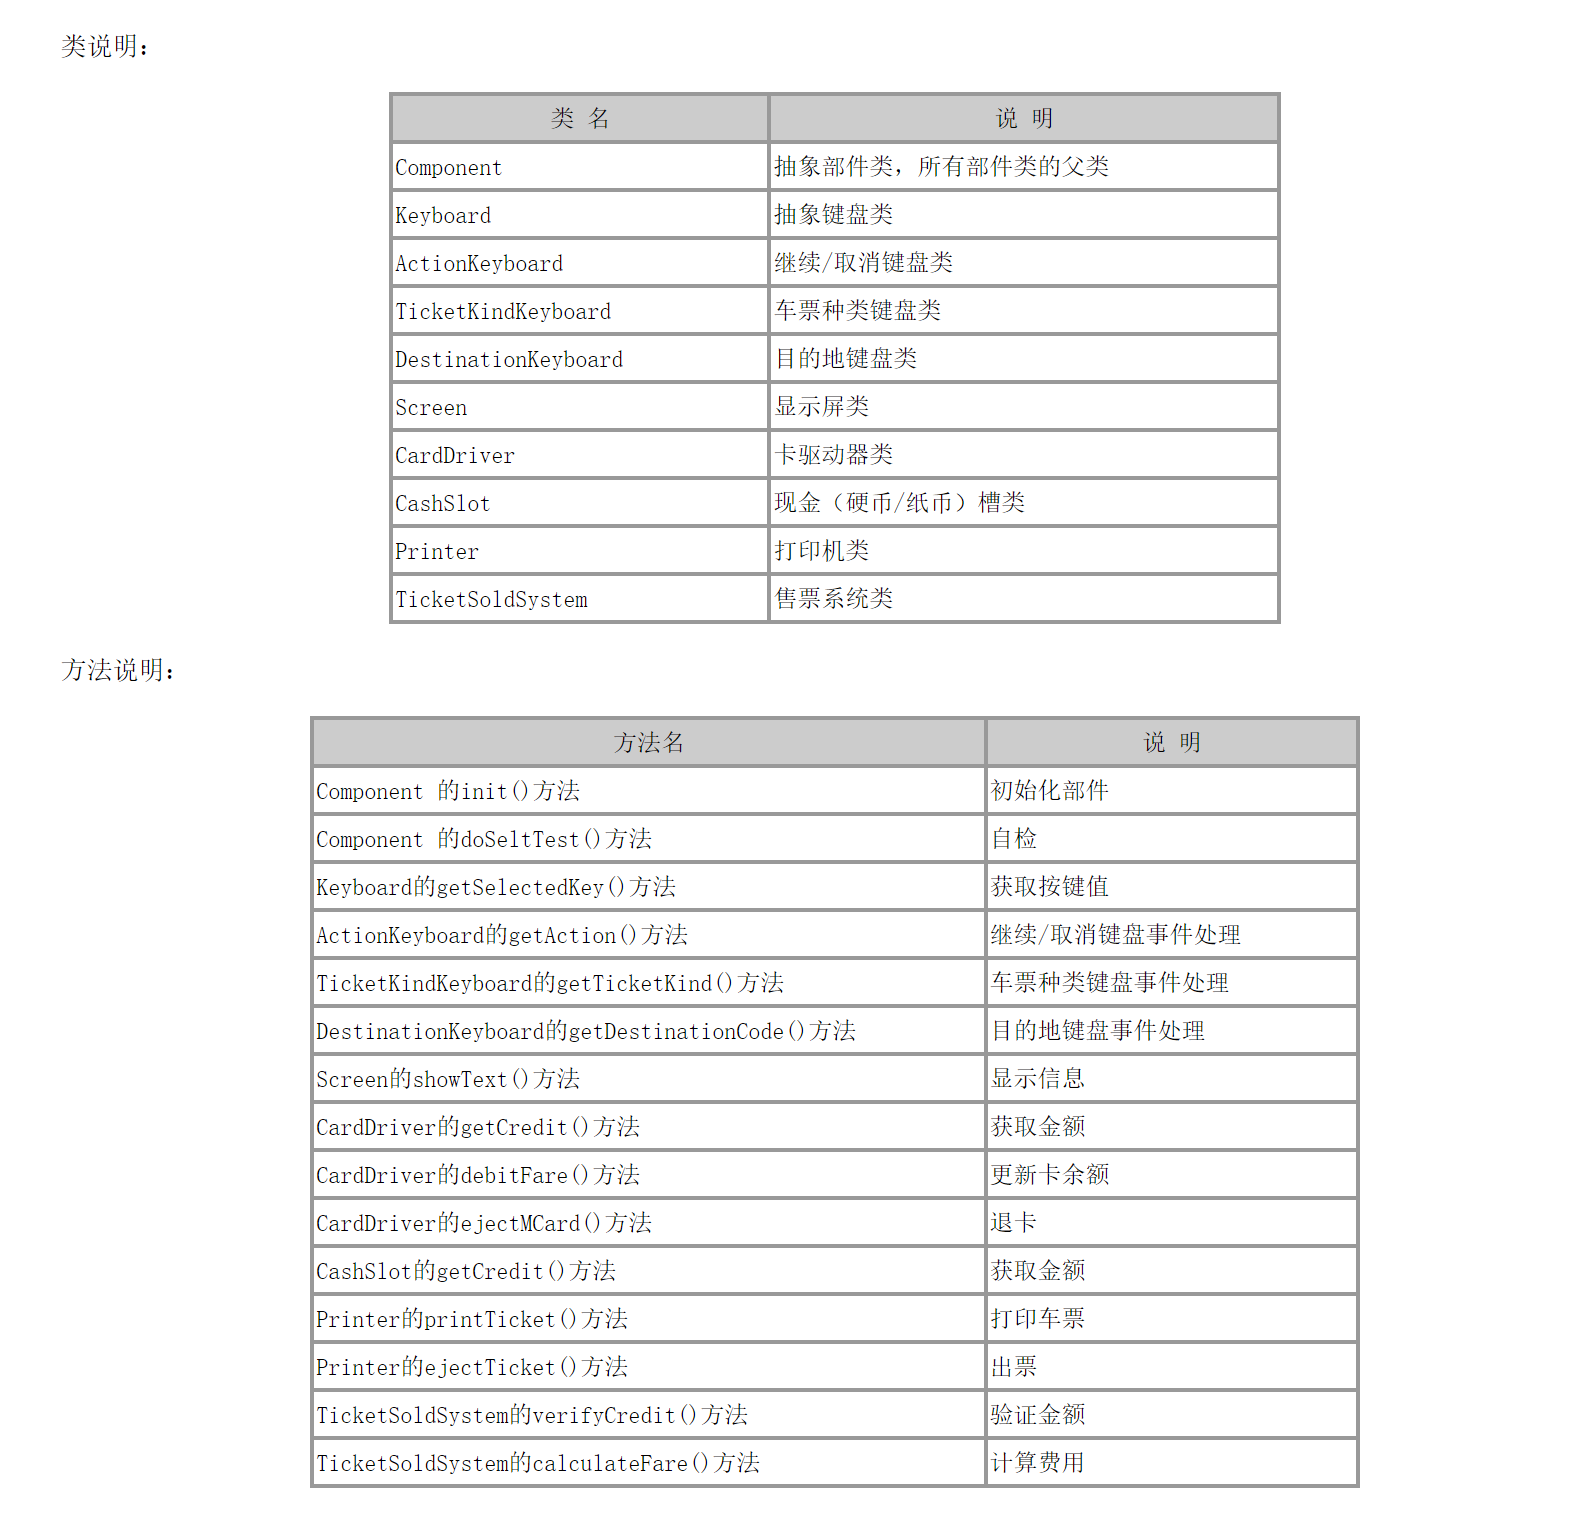 类说明：
类 名 说 明
Component 抽象部件类，所有部件类的父类
Keyboard 抽象键盘类
ActionKeyboard 继续/取消键盘类
TicketKindKeyboard 车票种类键盘类
DestinationKeyboard 目的地键盘类
Screen 显示屏类
CardDriver 卡驱动器类
CashSlot 现金（硬币/纸币）槽类
Printer 打印机类
TicketSoldSystem 售票系统类
方法说明：
方法名 说 明
Component 的init()方法 初始化部件
Component 的doSeltTest()方法 自检
Keyboard的getSelectedKey()方法 获取按键值
ActionKeyboard的getAction()方法 继续/取消键盘事件处理
TicketKindKeyboard的getTicketKind()方法 车票种类键盘事件处理
DestinationKeyboard的getDestinationCode()方法 目的地键盘事件处理
Screen的showText()方法 显示信息
CardDriver的getCredit()方法 获取金额
CardDriver的debitFare()方法 更新卡余额
CardDriver的ejectMCard()方法 退卡
CashSlot的getCredit()方法 获取金额
Printer的printTicket()方法 打印车票
Printer的ejectTicket()方法 出票
TicketSoldSystem的verifyCredit()方法 验证金额
TicketSoldSystem的calculateFare()方法 计算费用